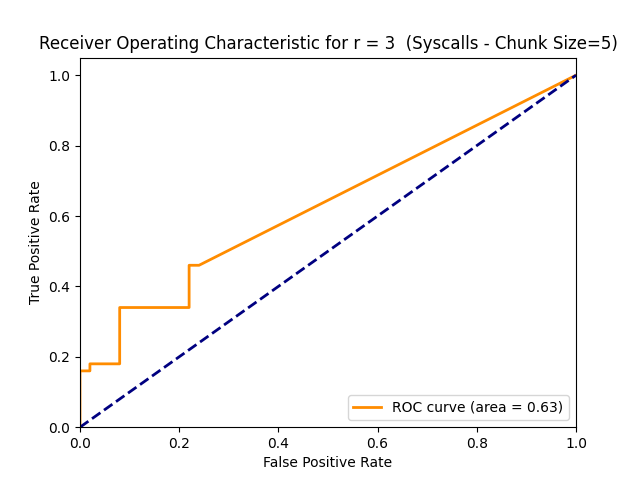 Receiver Operating Characteristic for r = 3  (Syscalls - Chunk Size=5)
1.0
0.8
0.6
0.4
0.2
0.0
True Positive Rate
ROC curve (area = 0.63)
0.0 0.2 0.4 0.6 0.8 1.0
False Positive Rate